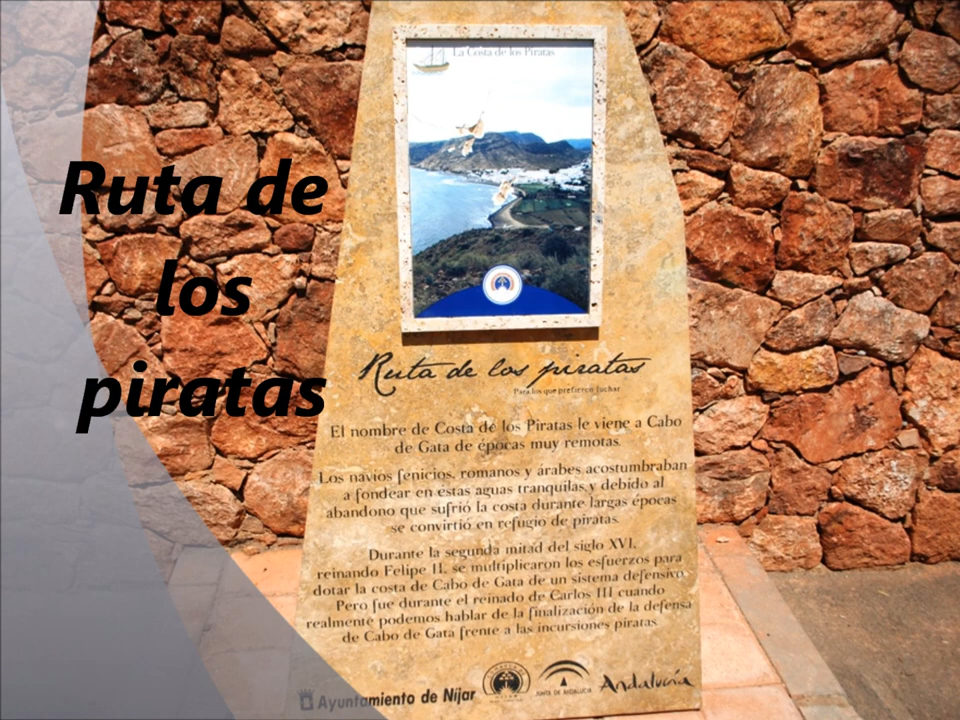 Ruta de
los
piratas
La Costa de los Piratas
Ruta de los piratas
Para los que prefieren luchar
El nombre de Costa de los Piratas le viene a Cabo
de Gata de épocas muy remotas.
Los navíos fenicios, romanos y árabes acostumbraban
a fondear en estas aguas tranquilas y debido al
abandono que sufrió la costa durante largas épocas
se convirtió en refugio de piratas.
Durante la segunda mitad del siglo XVI,
reinando Felipe II, se multiplicaron los esfuerzos para
dotar la costa de Cabo de Gata de un sistema defensivo.
Pero fue durante el reinado de Carlos III cuando
realmente podemos hablar de la finalización de la defensa
de Cabo de Gata frente a las incursiones piratas.
Ayuntamiento de Níjar
JUNTA DE ANDALUCIA
Andalucía